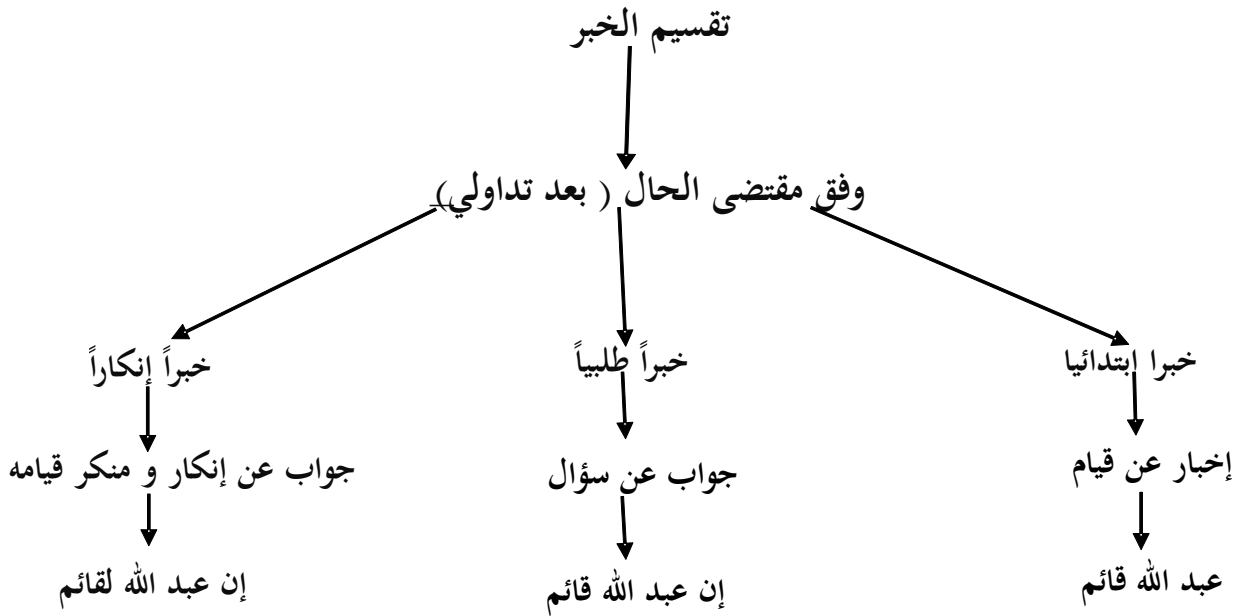 تقسيم الخبر
وفق مقتضى الحال ( بعد تداولي)
خبرا إبتدائيا
خبراً طلبياً
خبراً إنكاراً
إخبار عن قيام
جواب عن سؤال
جواب عن إنكار و منكر قيامه
عبد الله قائم
إن عبد الله قائم
إن عبد الله لقائم